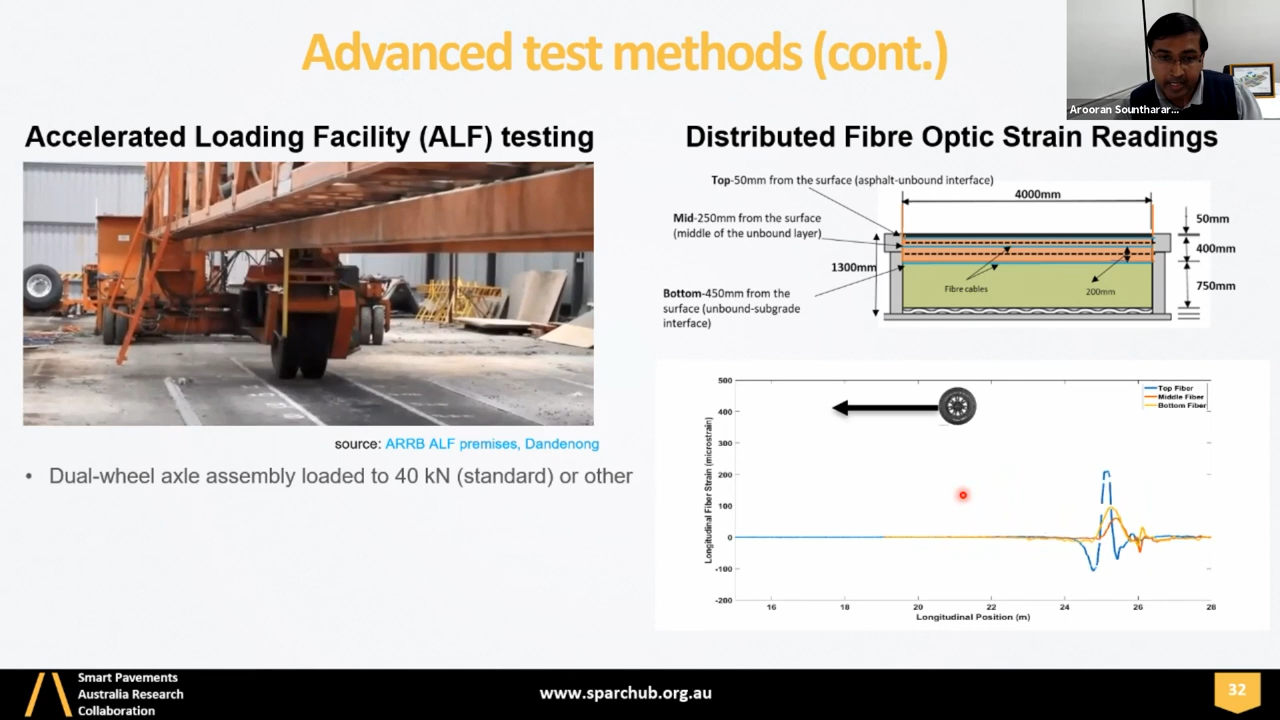 Advanced test methods (cont.)
Arooran Sountharar...
Accelerated Loading Facility (ALF) testing
source: ARRB ALF premises, Dandenong
• Dual-wheel axle assembly loaded to 40 kN (standard) or other
Distributed Fibre Optic Strain Readings
Top-50mm from the surface (asphalt-unbound interface)
4000mm
Mid-250mm from the surface
(middle of the unbound layer)
50mm
400mm
1300mm
750mm
Fibre cables
200mm
Bottom-450mm from the
surface (unbound-subgrade
interface)
Longitudinal Fiber Strain (microstrain)
500
400
300
200
100
0
-100
-200
Top Fiber
Middle Fiber
Bottom Fiber
16 18 20 22 24 26 28
Longitudinal Position (m)
Smart Pavements
Australia Research
Collaboration
www.sparchub.org.au
32